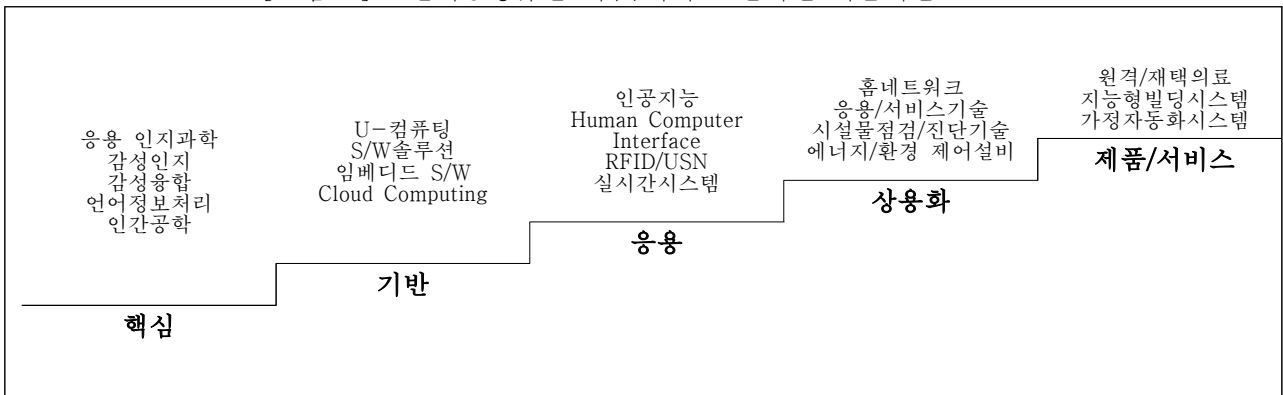 응용 인지과학
감성인지
감성융합
언어정보처리
인간공학
핵심
U-컴퓨팅
S/W솔루션
임베디드 S/W
Cloud Computing
기반
인공지능
Human Computer
Interface
RFID/USN
실시간시스템
응용
홈네트워크
응용/서비스기술
시설물점검/진단기술
에너지/환경 제어설비
상용화
원격/재택의료
지능형빌딩시스템
가정자동화시스템
제품/서비스